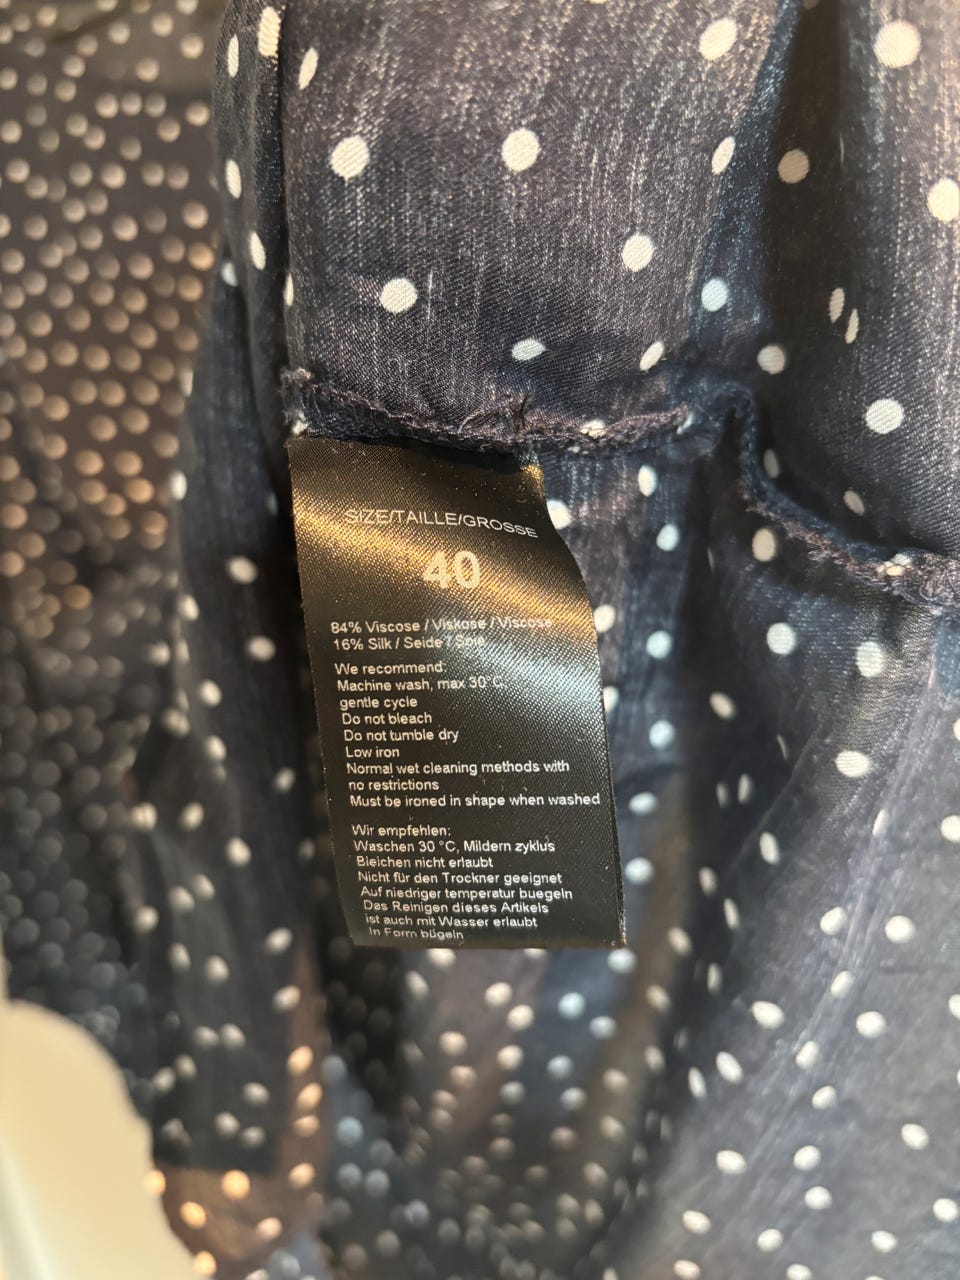 SIZE/TAILLE/GROSSE
40
84% Viscose / Viskose / Viscose
16% Silk / Seide / Soie
We recommend:
Machine wash, max 30°C,
gentle cycle
Do not bleach
Do not tumble dry
Low iron
Normal wet cleaning methods with
no restrictions
Must be ironed in shape when washed
Wir empfehlen:
Waschen 30 °C, Mildern zyklus
Bleichen nicht erlaubt
Nicht für den Trockner geeignet
Auf niedriger temperatur buegeln
Das Reinigen dieses Artikels
ist auch mit Wasser erlaubt
In Form bügeln